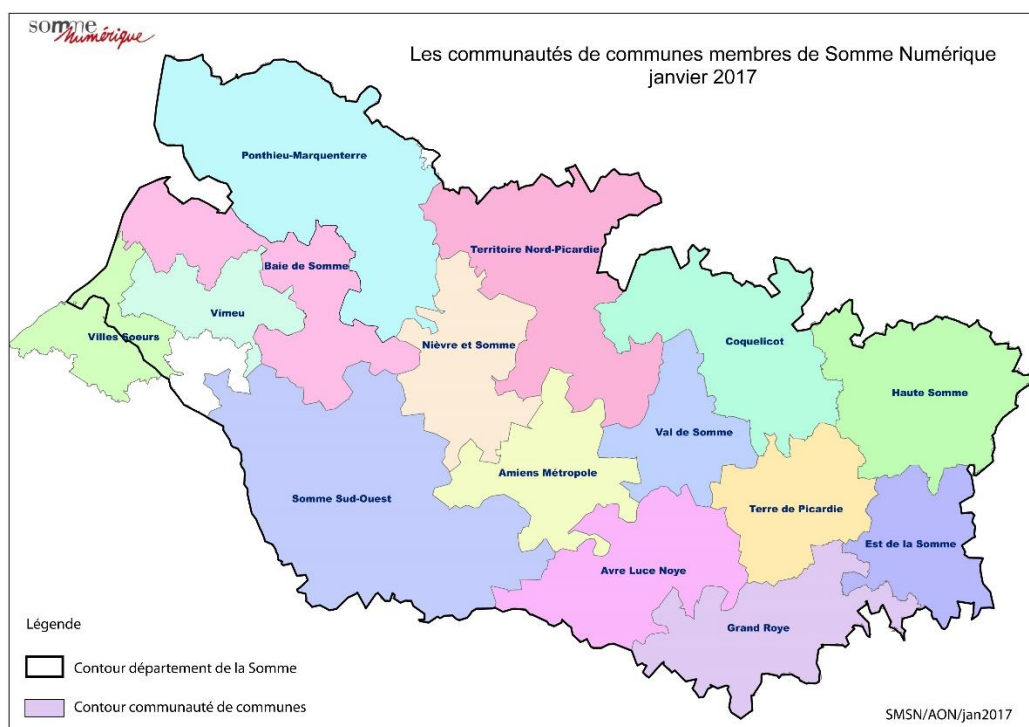 somme
numérique
Les communautés de communes membres de Somme Numérique
janvier 2017
Ponthieu-Marquenterre
Territoire Nord-Picardie
Baie de Somme
Vimeu
Villes Soeurs
Nièvre et Somme
Coquelicot
Haute Somme
Val de Somme
Amiens Métropole
Somme Sud-Ouest
Terre de Picardie
Est de la Somme
Avre Luce Noye
Grand Roye
Légende
Contour département de la Somme
Contour communauté de communes
SMSN/AON/jan2017